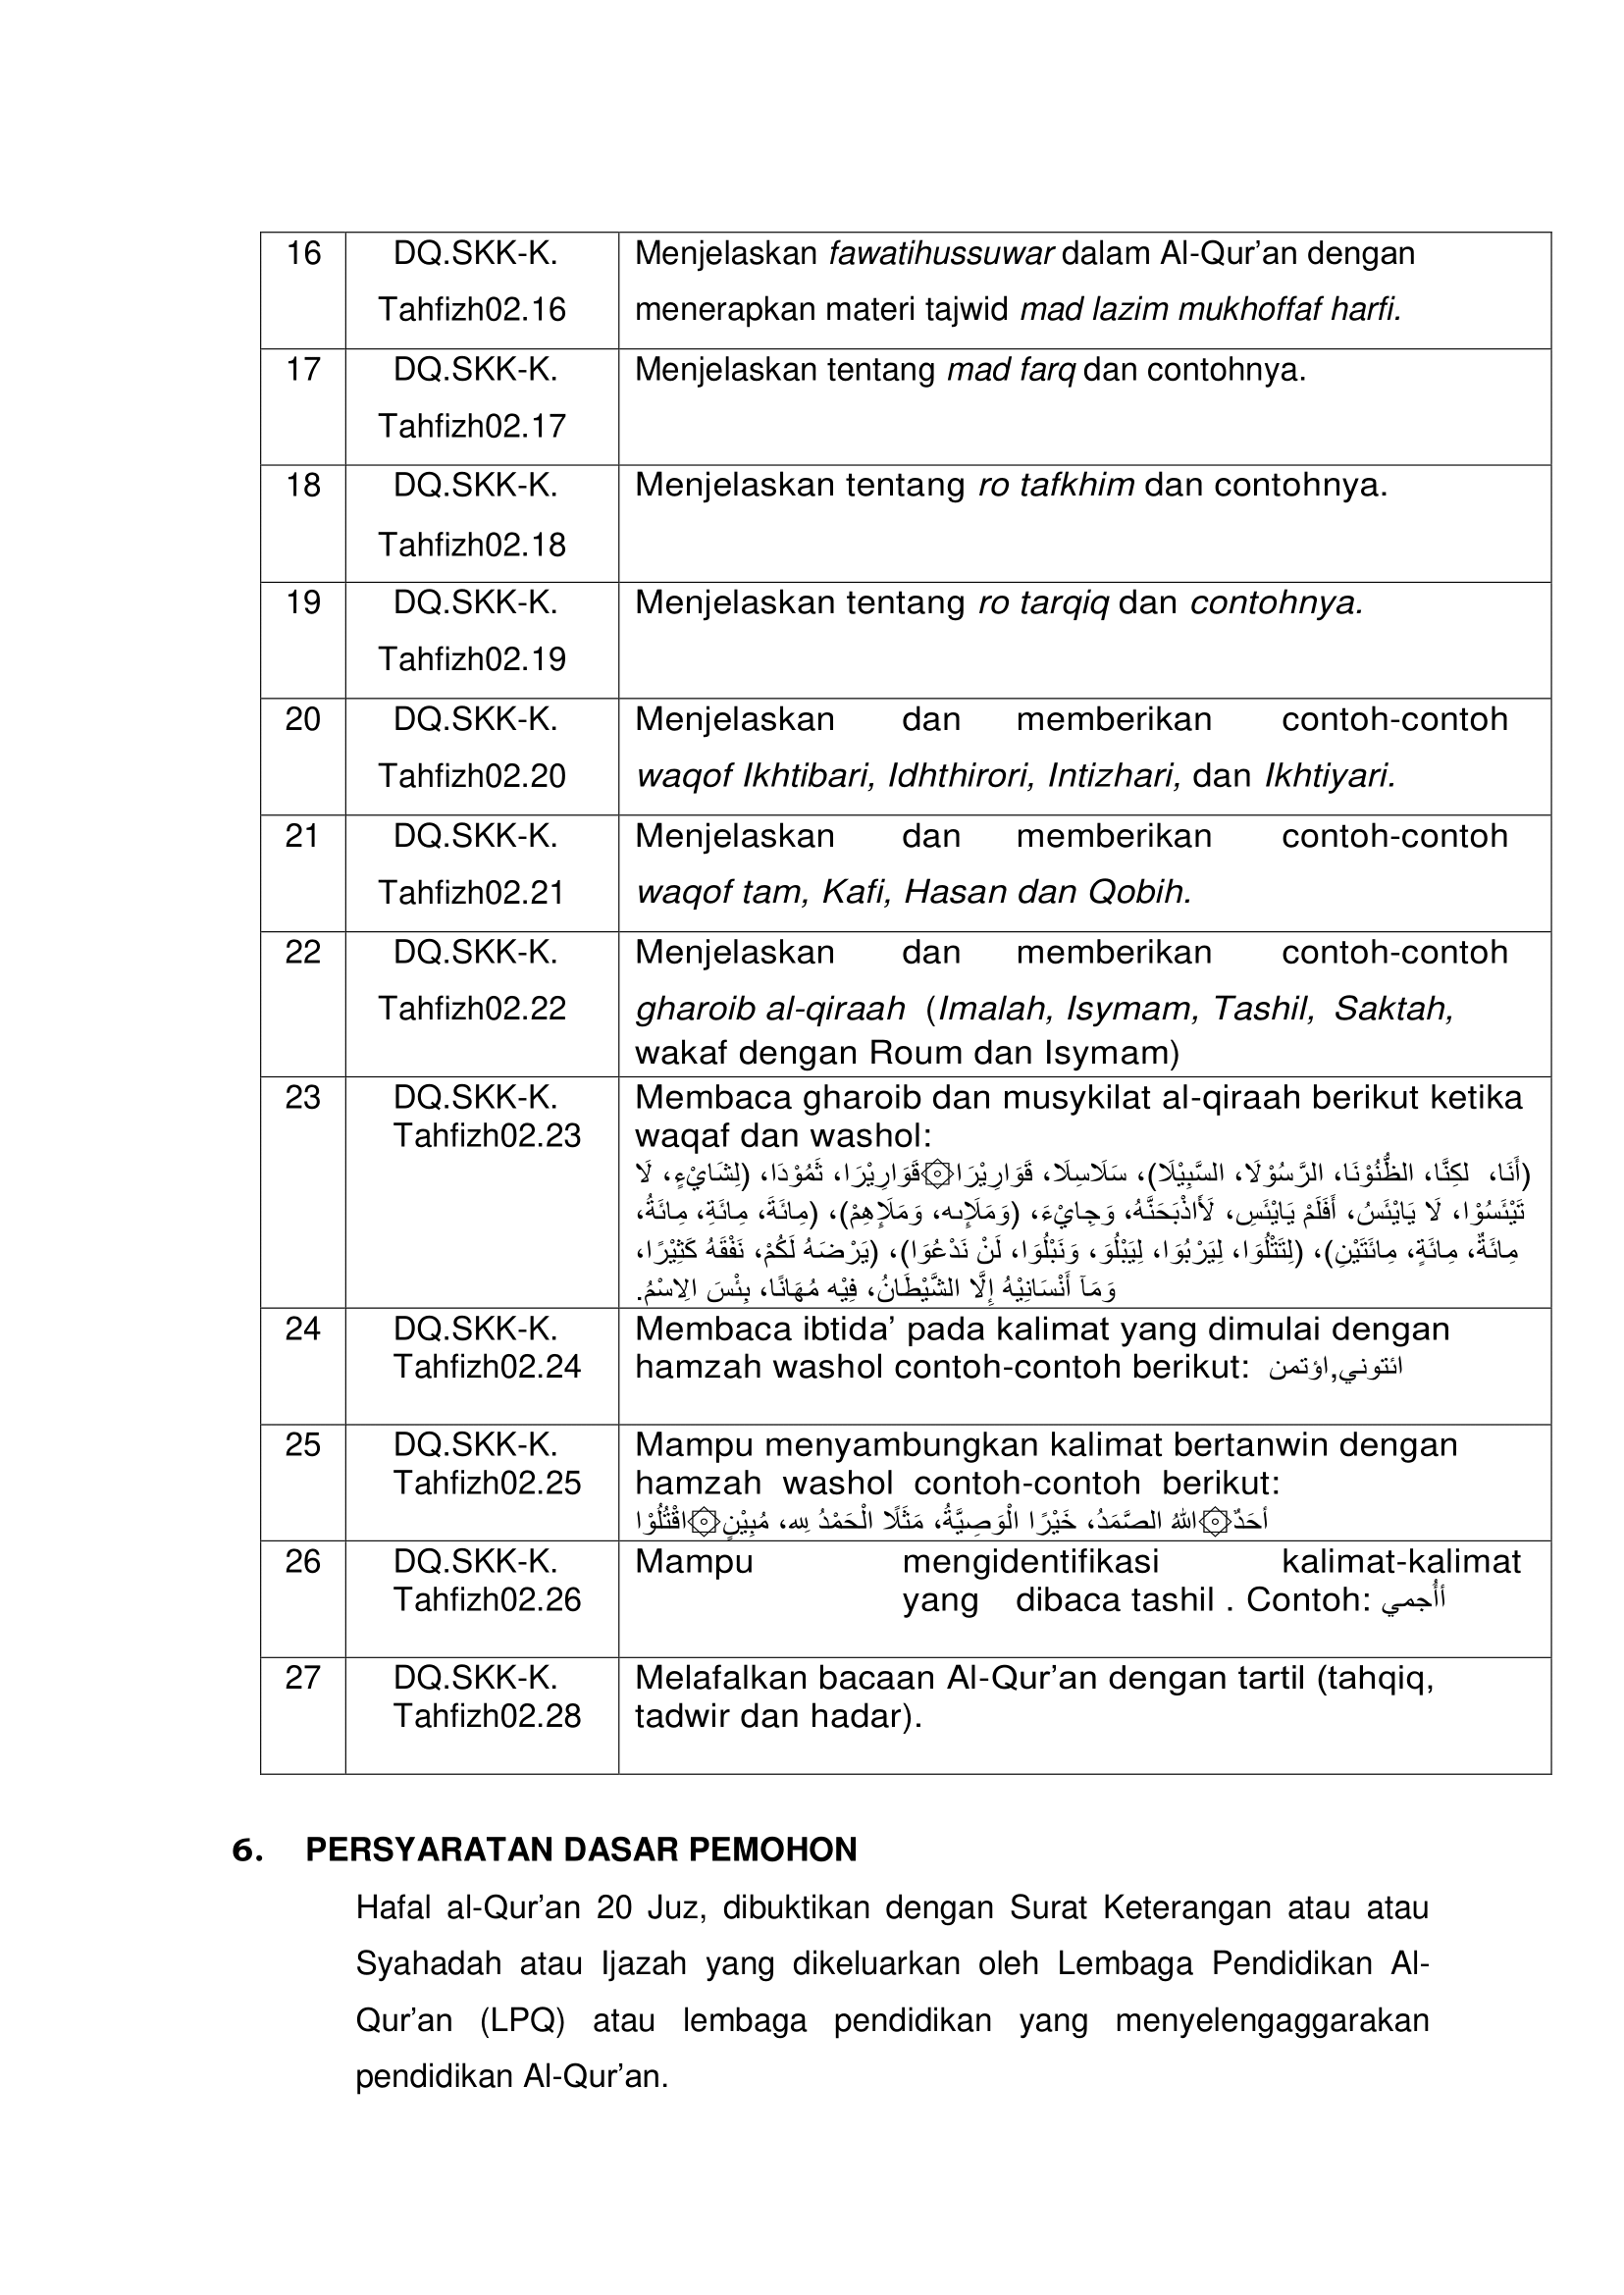 16 DQ.SKK-K. Menjelaskan fawatihussuwar dalam Al-Qur’an dengan
Tahfizh02.16 menerapkan materi tajwid mad lazim mukhoffaf harfi.
17 DQ.SKK-K. Menjelaskan tentang mad farq dan contohnya.
Tahfizh02.17
18 DQ.SKK-K. Menjelaskan tentang ro tafkhim dan contohnya.
Tahfizh02.18
19 DQ.SKK-K. Menjelaskan tentang ro tarqiq dan contohnya.
Tahfizh02.19
20 DQ.SKK-K. Menjelaskan dan memberikan contoh-contoh
Tahfizh02.20 waqof Ikhtibari, Idhthirori, Intizhari, dan Ikhtiyari.
21 DQ.SKK-K. Menjelaskan dan memberikan contoh-contoh
Tahfizh02.21 waqof tam, Kafi, Hasan dan Qobih.
22 DQ.SKK-K. Menjelaskan dan memberikan contoh-contoh
Tahfizh02.22 gharoib al-qiraah (Imalah, Isymam, Tashil, Saktah,
wakaf dengan Roum dan Isymam)
23 DQ.SKK-K. Membaca gharoib dan musykilat al-qiraah berikut ketika
Tahfizh02.23 waqaf dan washol:
(أَنَا، لكِنَّا، الظُّنُوْنَا، الرَّسُوْلَا، السَّبِيْلَا)، سَلَاسِلَا، قَوَارِيْرَا۞قَوَارِيْرَا، ثَمُوْدَا، (لِشَايْءٍ، لَا
تَيْئَسُوْا، لَا يَايْئَسُ، أَفَلَمْ يَايْئَسِ، لَأَاذْبَحَنَّهُ، وَجِايْءَ، (وَمَلَإِىِٕه، وَمَلَإِهِمْ)، (مِائَةَ، مِائَةِ، مِائَةُ،
مِائَةٌ، مِائَةٍ، مِائَتَيْنِ)، (لِتَتْلُوَا، لِيَرْبُوَا، لِيَبْلُوَ، وَنَبْلُوَا، لَنْ نَدْعُوَا)، (يَرْضَهُ لَكُمْ، نَفْقَهُ كَثِيْرًا،
وَمَآ أَنْسَانِيْهُ إِلَّا الشَّيْطَانُ، فِيْهِ مُهَانًا، بِئْسَ الِاسْمُ.
24 DQ.SKK-K. Membaca ibtida’ pada kalimat yang dimulai dengan
Tahfizh02.24 hamzah washol contoh-contoh berikut: ائتوني,اؤتمن
25 DQ.SKK-K. Mampu menyambungkan kalimat bertanwin dengan
Tahfizh02.25 hamzah washol contoh-contoh berikut:
أحَدٌ۞اللهُ الصَّمَدُ، خَيْرًا الْوَصِيَّةُ، مَثَلًا الْحَمْدُ لِلهِ، مُبِيْنٍ۞اقْتُلُوْا
26 DQ.SKK-K. Mampu mengidentifikasi kalimat-kalimat
Tahfizh02.26 yang dibaca tashil . Contoh: أأجمي
27 DQ.SKK-K. Melafalkan bacaan Al-Qur’an dengan tartil (tahqiq,
Tahfizh02.28 tadwir dan hadar).
6. PERSYARATAN DASAR PEMOHON
Hafal al-Qur’an 20 Juz, dibuktikan dengan Surat Keterangan atau atau
Syahadah atau Ijazah yang dikeluarkan oleh Lembaga Pendidikan Al-
Qur’an (LPQ) atau lembaga pendidikan yang menyelengaggarakan
pendidikan Al-Qur’an.